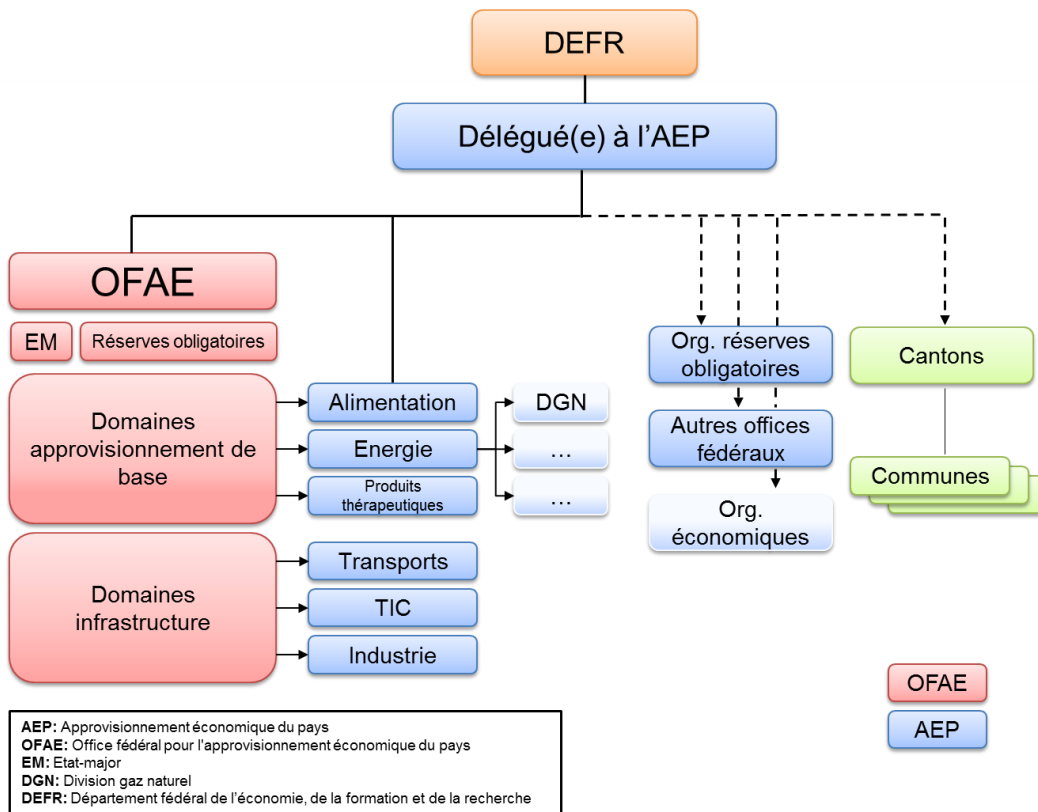 DEFR
Délégué(e) à l’AEP
OFAE
EM
Réserves obligatoires
Domaines
approvisionnement de
base
Alimentation
Energie
Produits
thérapeutiques
DGN
...
...
Domaines
infrastructure
Transports
TIC
Industrie
Org. réserves
obligatoires
Autres offices
fédéraux
Org.
économiques
Cantons
Communes
OFAE
AEP
AEP: Approvisionnement économique du pays
OFAE: Office fédéral pour l'approvisionnement économique du pays
EM: Etat-major
DGN: Division gaz naturel
DEFR: Département fédéral de l’économie, de la formation et de la recherche